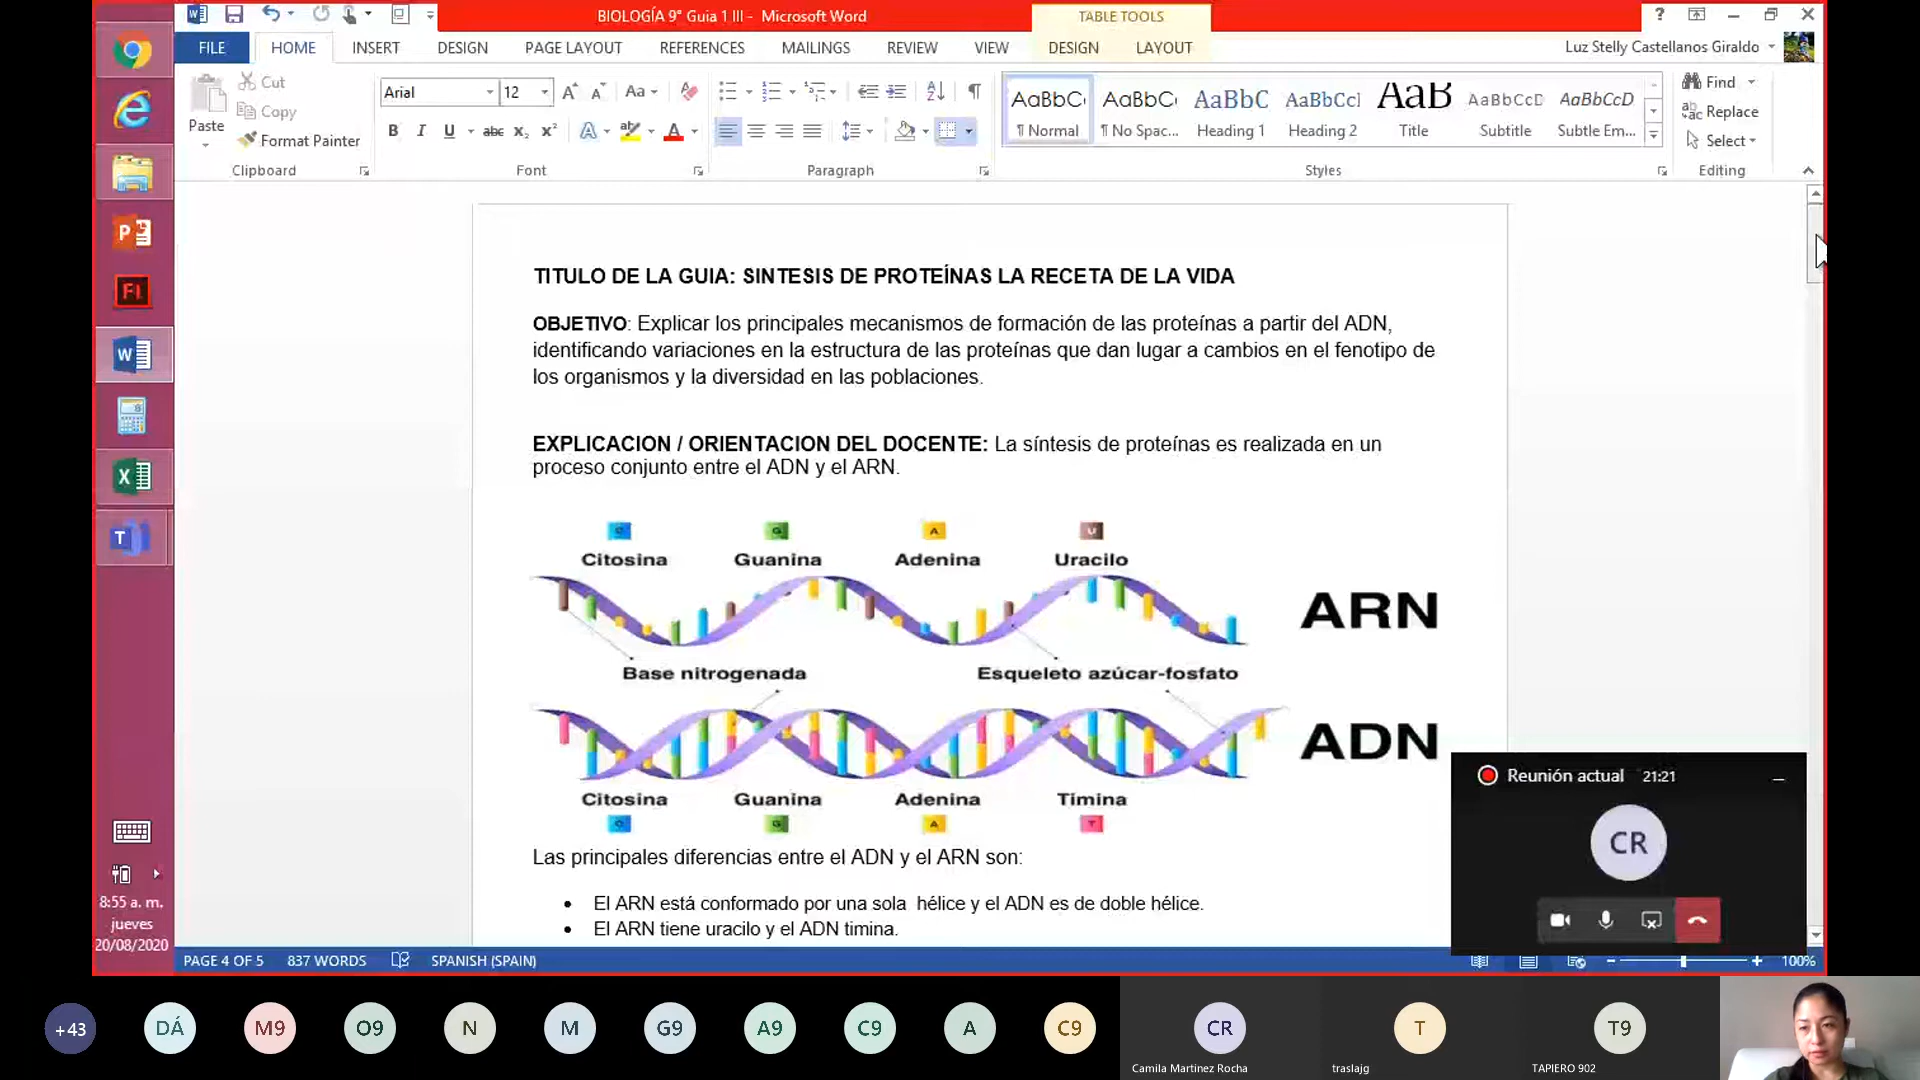 BIOLOGÍA 9° Guia 1 III - Microsoft Word
TABLE TOOLS
?
FILE HOME INSERT DESIGN PAGE LAYOUT REFERENCES MAILINGS REVIEW VIEW DESIGN LAYOUT
Luz Stelly Castellanos Giraldo
Paste
Cut
Copy
Format Painter
Clipboard
Arial 12
Font
Paragraph
AaBbC AaBbC AaBbC AaBbCcI AaB AaBbCcD AaBbCcD
¶ Normal ¶ No Spac... Heading 1 Heading 2 Title Subtitle Subtle Em...
Styles
Find
Replace
Select
Editing
TITULO DE LA GUIA: SINTESIS DE PROTEÍNAS LA RECETA DE LA VIDA
OBJETIVO: Explicar los principales mecanismos de formación de las proteínas a partir del ADN,
identificando variaciones en la estructura de las proteínas que dan lugar a cambios en el fenotipo de
los organismos y la diversidad en las poblaciones.
EXPLICACION / ORIENTACION DEL DOCENTE: La síntesis de proteínas es realizada en un
proceso conjunto entre el ADN y el ARN.
C G A U
Citosina Guanina Adenina Uracilo
ARN
Base nitrogenada Esqueleto azúcar-fosfato
ADN
Citosina Guanina Adenina Timina
C G A T
Las principales diferencias entre el ADN y el ARN son:
• El ARN está conformado por una sola hélice y el ADN es de doble hélice.
• El ARN tiene uracilo y el ADN timina.
Reunión actual 21:21
CR
8:55 a. m.
jueves
20/08/2020
PAGE 4 OF 5 837 WORDS SPANISH (SPAIN)
100%
+43 DÁ M9 O9 N M G9 A9 C9 A C9 CR T T9
Camila Martinez Rocha traslajg TAPIERO 902